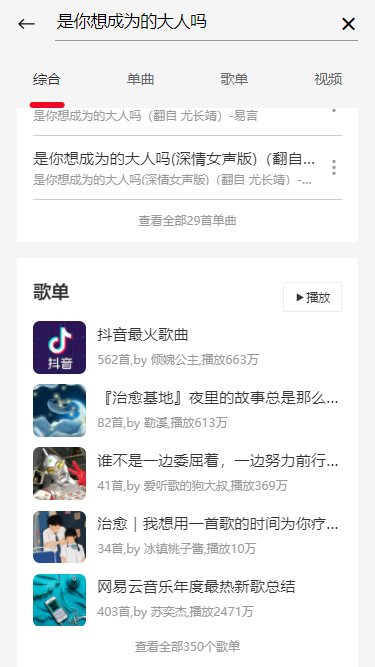 是你想成为的大人吗
综合 单曲 歌单 视频
是你想成为的大人吗（翻自 尤长靖）-易言
是你想成为的大人吗(深情女声版)（翻自...
是你想成为的大人吗(深情女声版)（翻自 尤长靖）-...
查看全部29首单曲
歌单
播放
抖音
抖音最火歌曲
562首,by 倾婉公主,播放663万
『治愈基地』夜里的故事总是那么...
82首,by 勒溪,播放613万
谁不是一边委屈着，一边努力前行...
41首,by 爱听歌的狗大叔,播放369万
治愈｜我想用一首歌的时间为你疗...
34首,by 冰镇桃子酱,播放10万
网易云音乐年度最热新歌总结
403首,by 苏奕杰,播放2471万
查看全部350个歌单